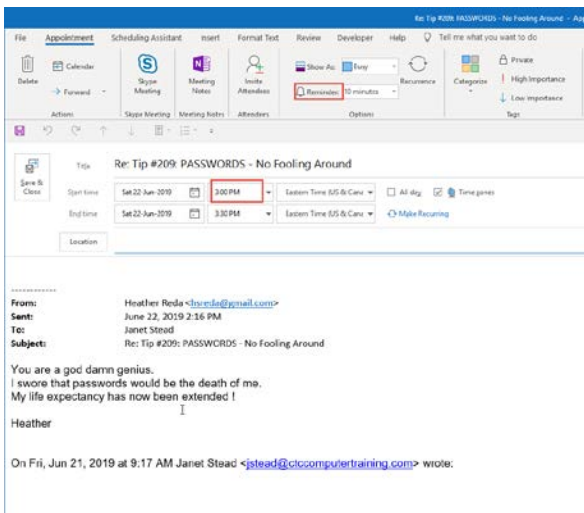 Re: Tip #209: PASSWORDS - No Fooling Around - App
File Appointment Scheduling Assistant nsert Format Text Review Developer Help Tell me what you want to do
Delete
Calendar
Forward
Actions
Skype Meeting
Skype Meeting
Meeting Notes
Meeting Notes
Invite Attendees
Attendees
Show As: Busy
Reminder: 10 minutes
Recurrence
Options
Categorize
Private
High Importance
Low Importance
Tags
Save & Close
Title Re: Tip #209: PASSWORDS - No Fooling Around
Start time Sat 22-Jun-2019 3:00 PM Eastern Time (US & Cana All day Time zones
End time Sat 22-Jun-2019 3:30 PM Eastern Time (US & Cana Make Recurring
Location
------------
From: Heather Reda <hsreda@gmail.com>
Sent: June 22, 2019 2:16 PM
To: Janet Stead
Subject: Re: Tip #209: PASSWORDS - No Fooling Around
You are a god damn genius.
I swore that passwords would be the death of me.
My life expectancy has now been extended !
Heather
On Fri, Jun 21, 2019 at 9:17 AM Janet Stead <jstead@ctccomputertraining.com> wrote: